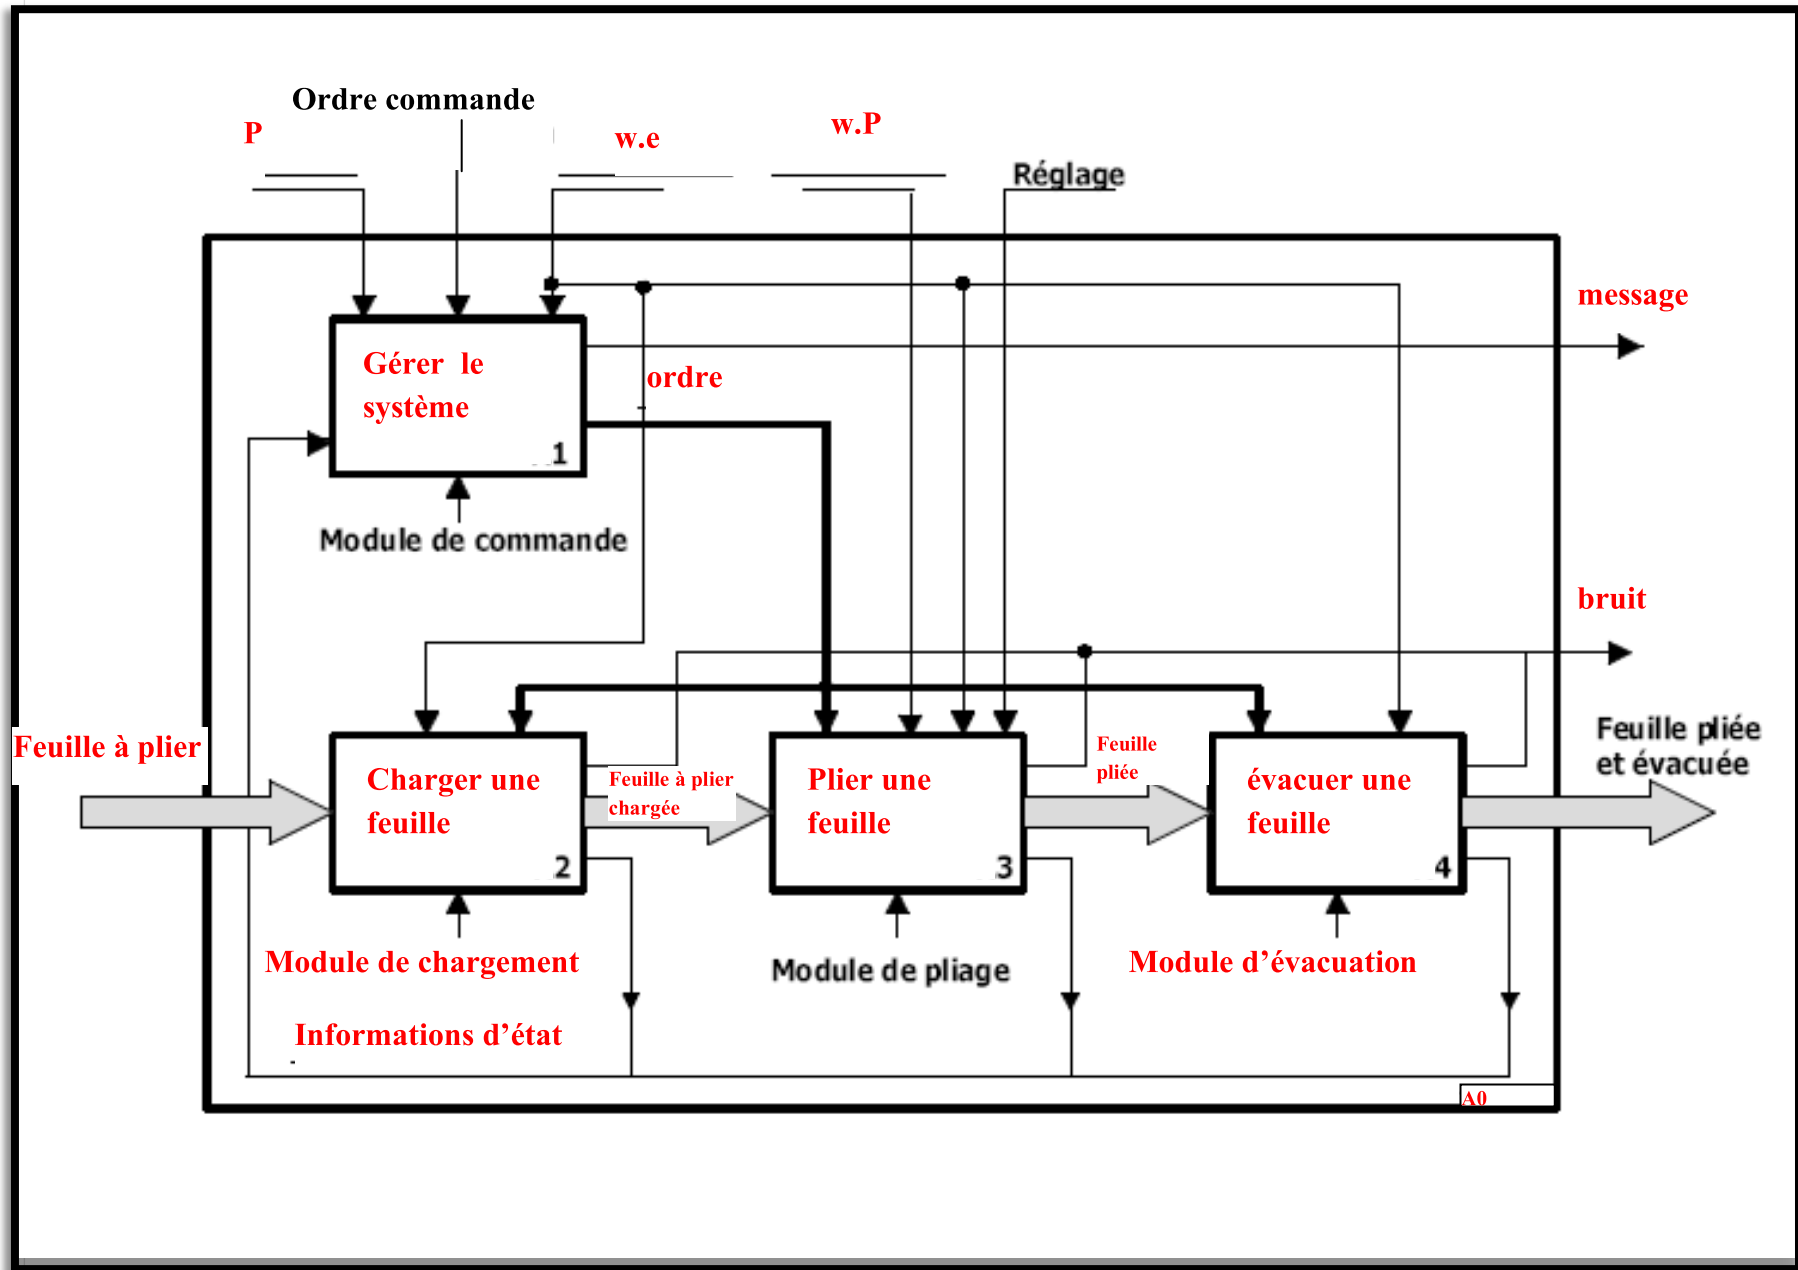 Ordre commande
P
w.e
w.P
Réglage
message
Gérer le
système
1
ordre
Module de commande
bruit
Feuille à plier
Charger une
feuille
2
Feuille à plier
chargée
Plier une
feuille
3
Feuille
pliée
évacuer une
feuille
4
Feuille pliée
et évacuée
Module de chargement
Module de pliage
Module d’évacuation
Informations d’état
A0